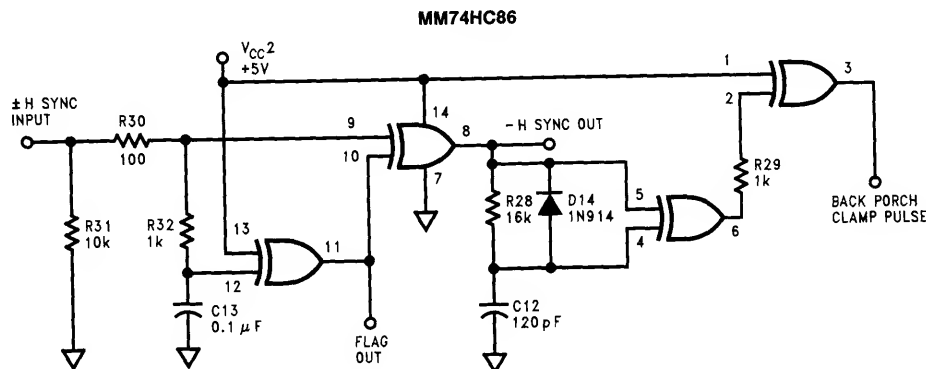 MM74HC86
VCC2
+5V
± H SYNC
INPUT
R30
100
9
10
14
8
7
− H SYNC OUT
1
2
3
R31
10k
R32
1k
13
12
11
C13
0.1 μF
FLAG
OUT
R28
16k
D14
1N914
5
4
6
C12
120 pF
R29
1k
BACK PORCH
CLAMP PULSE